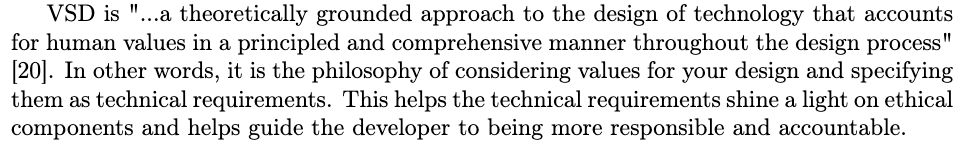 VSD is "...a theoretically grounded approach to the design of technology that accounts
for human values in a principled and comprehensive manner throughout the design process"
[20]. In other words, it is the philosophy of considering values for your design and specifying
them as technical requirements. This helps the technical requirements shine a light on ethical
components and helps guide the developer to being more responsible and accountable.